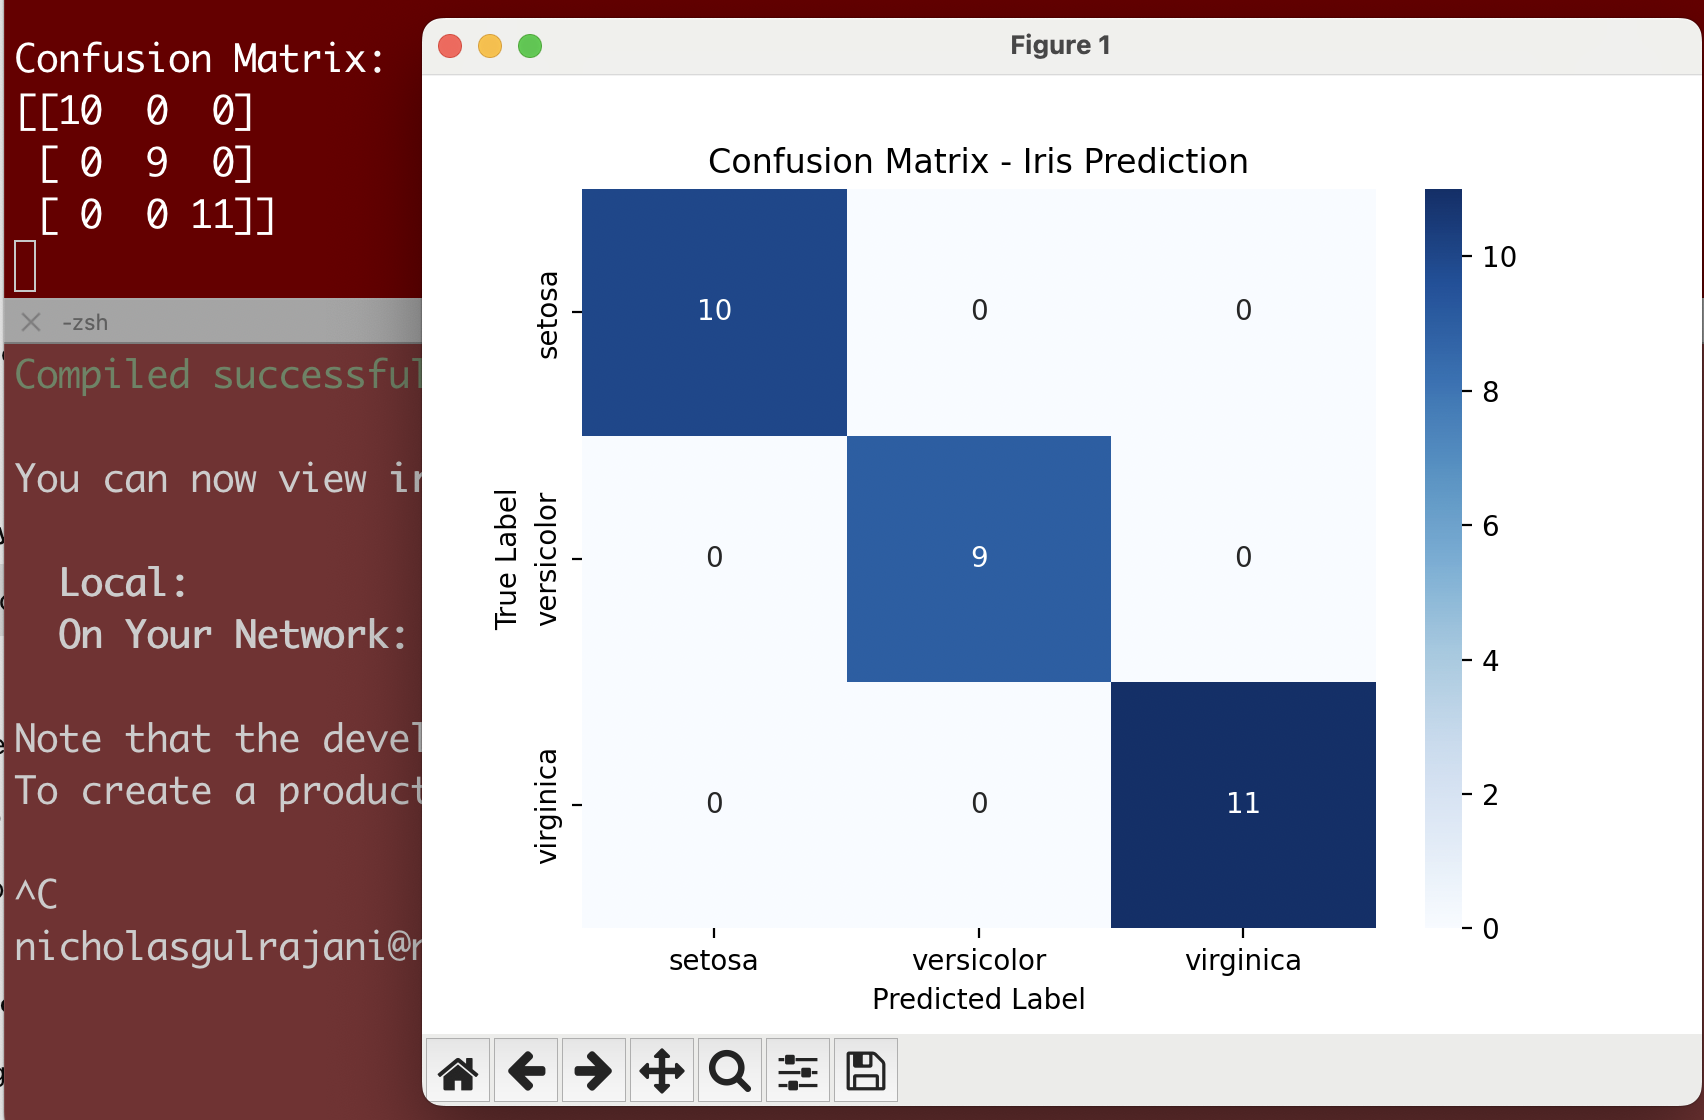 Confusion Matrix:
[[10 0 0]
[ 0 9 0]
[ 0 0 11]]
-zsh
Compiled successful
You can now view ir
Local:
On Your Network:
Note that the devel
To create a product
^C
nicholasgulrajani@
Figure 1
Confusion Matrix - Iris Prediction
True Label
setosa
versicolor
virginica
10 0 0
0 9 0
0 0 11
setosa versicolor virginica
Predicted Label
10
8
6
4
2
0